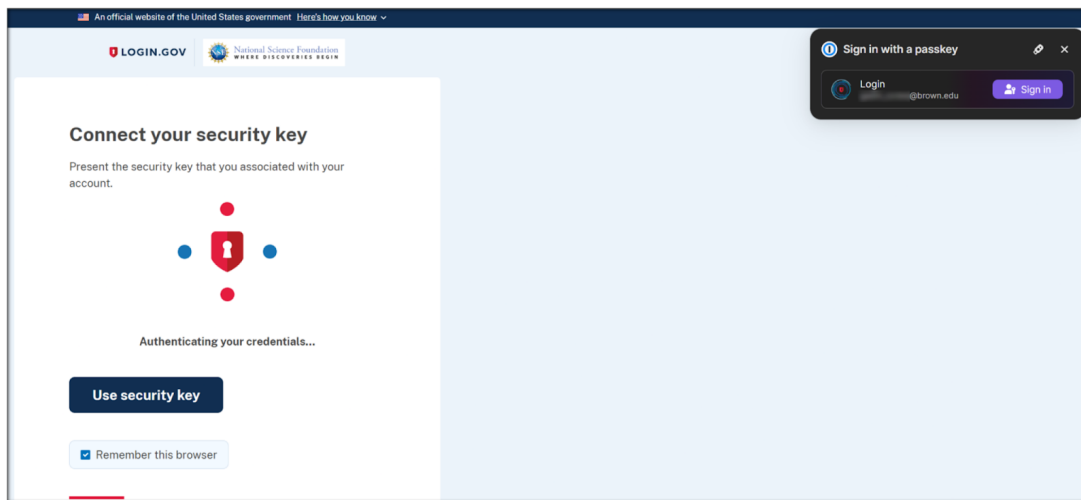 An official website of the United States government Here's how you know
LOGIN.GOV
National Science Foundation
WHERE DISCOVERIES BEGIN
Sign in with a passkey
Login
@brown.edu
Sign in
Connect your security key
Present the security key that you associated with your
account.
Authenticating your credentials...
Use security key
Remember this browser